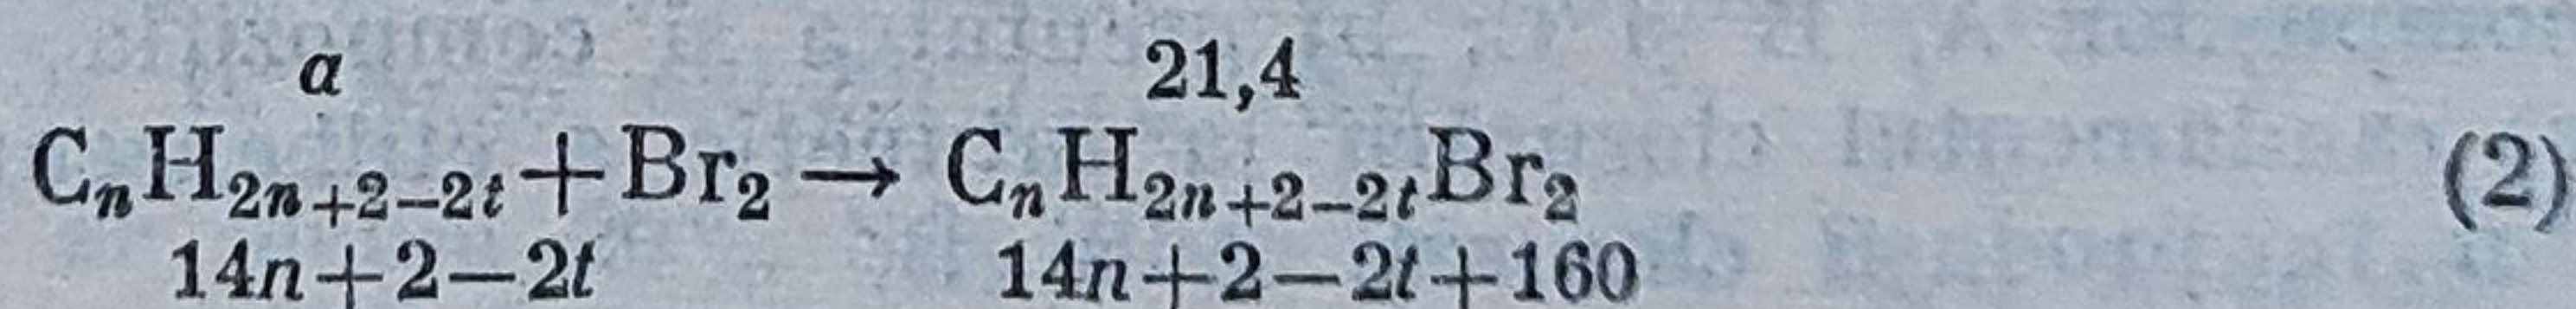 a 21,4
CₙH₂ₙ₊₂₋₂ₜ+Br₂ → CₙH₂ₙ₊₂₋₂ₜBr₂ (2)
14n+2−2t 14n+2−2t+160